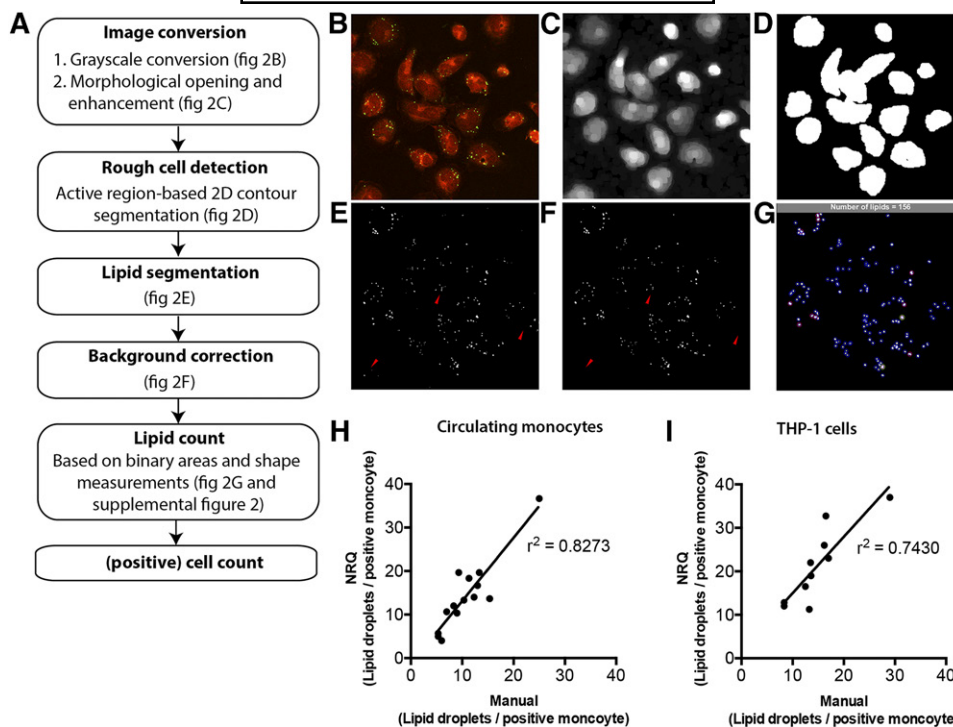 A
Image conversion
1. Grayscale conversion (fig 2B)
2. Morphological opening and
enhancement (fig 2C)
Rough cell detection
Active region-based 2D contour
segmentation (fig 2D)
Lipid segmentation
(fig 2E)
Background correction
(fig 2F)
Lipid count
Based on binary areas and shape
measurements (fig 2G and
supplemental figure 2)
(positive) cell count
B
C
D
E
F
G
Number of lipids = 156
H
Circulating monocytes
NRQ
(Lipid droplets / positive moncoyte)
40
30
20
10
0
r² = 0.8273
0 10 20 30 40
Manual
(Lipid droplets / positive moncoyte)
I
THP-1 cells
NRQ
(Lipid droplets / positive moncoyte)
40
30
20
10
0
r² = 0.7430
0 10 20 30 40
Manual
(Lipid droplets / positive moncoyte